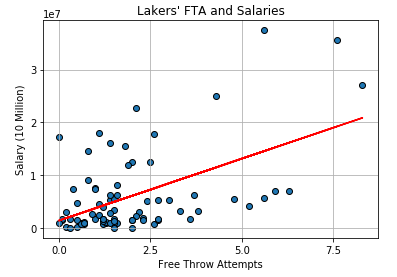 Lakers' FTA and Salaries
1e7
3
2
1
0
Salary (10 Million)
0.0
2.5
5.0
7.5
Free Throw Attempts